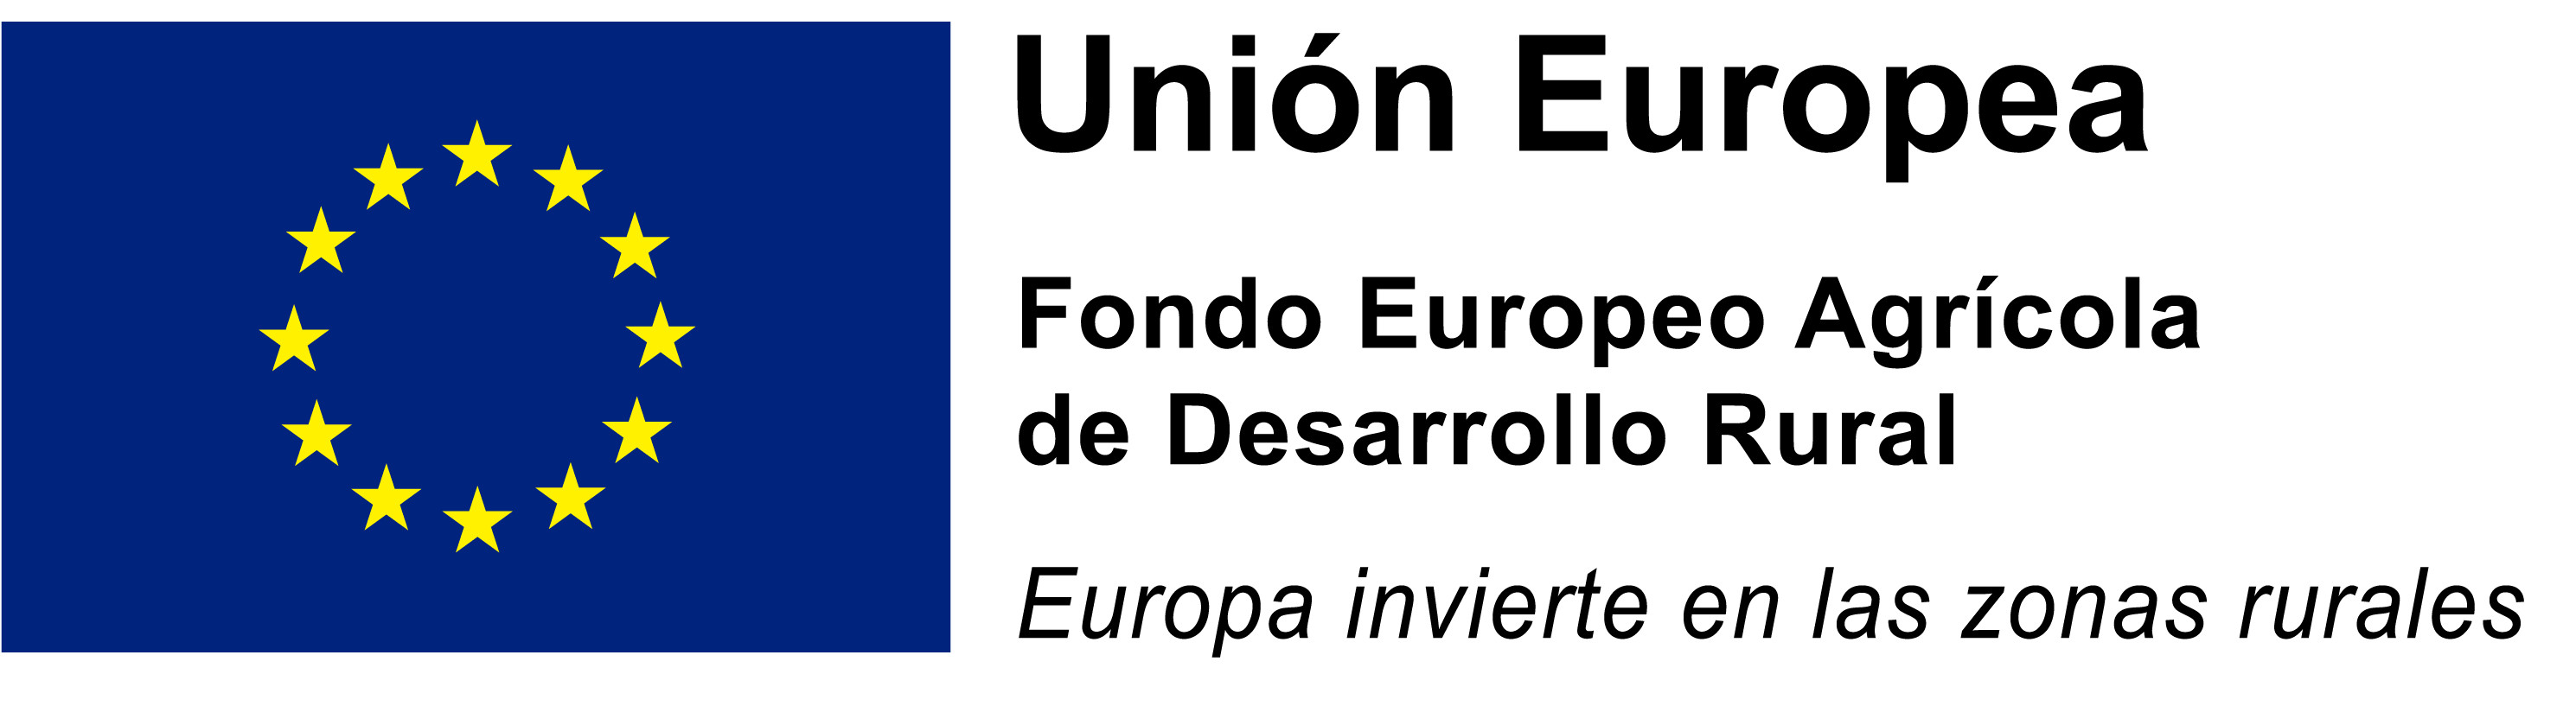 Unión Europea
Fondo Europeo Agrícola
de Desarrollo Rural
Europa invierte en las zonas rurales